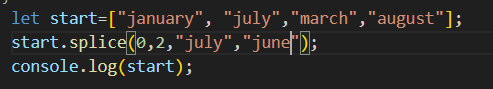 let start=["january", "july","march","august"];
start.splice(0,2,"july","june");
console.log(start);